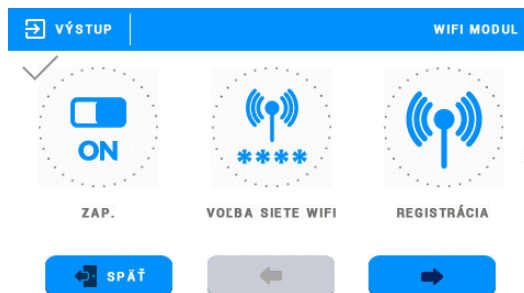 VÝSTUP
WIFI MODUL
ON
****
ZAP.
VOĽBA SIETE WIFI
REGISTRÁCIA
SPÄŤ